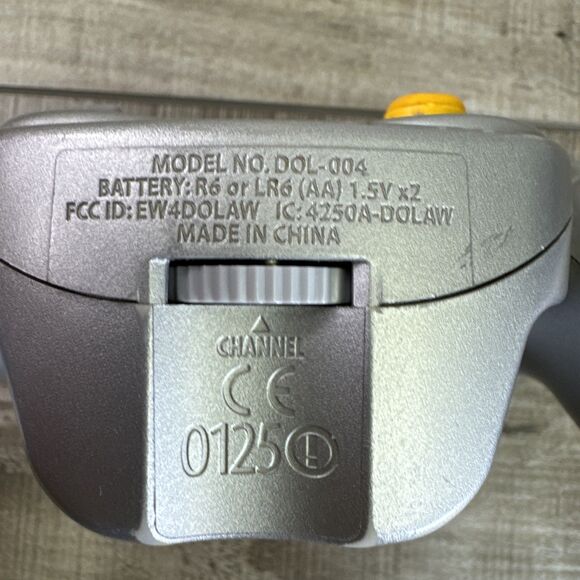 MODEL NO. DOL-004
BATTERY: R6 or LR6 (AA) 1.5V x2
FCC ID: EW4DOLAW IC: 4250A-DOLAW
MADE IN CHINA
CHANNEL
CE
0125